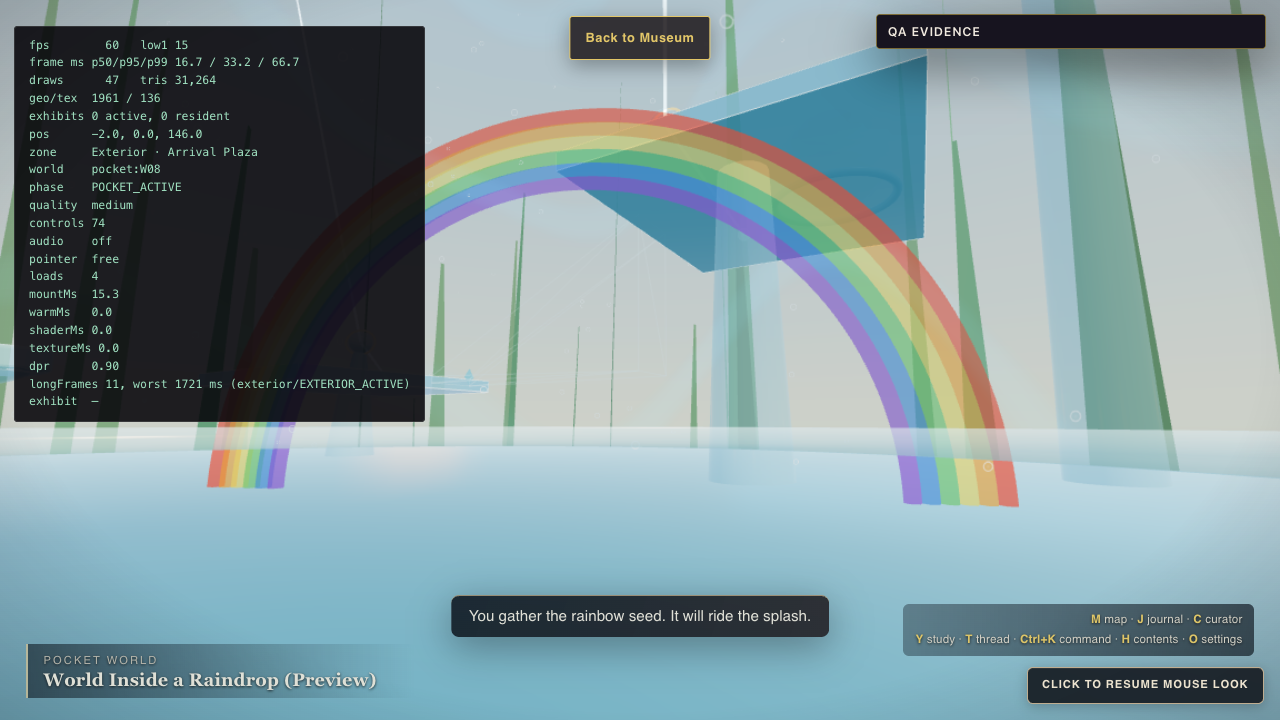 fps 60 low1 15
frame ms p50/p95/p99 16.7 / 33.2 / 66.7
draws 47 tris 31,264
geo/tex 1961 / 136
exhibits 0 active, 0 resident
pos −2.0, 0.0, 146.0
zone Exterior · Arrival Plaza
world pocket:W08
phase POCKET_ACTIVE
quality medium
controls 74
audio off
pointer free
loads 4
mountMs 15.3
warmMs 0.0
shaderMs 0.0
textureMs 0.0
dpr 0.90
longFrames 11, worst 1721 ms (exterior/EXTERIOR_ACTIVE)
exhibit —
Back to Museum
QA EVIDENCE
You gather the rainbow seed. It will ride the splash.
M map · J journal · C curator
Y study · T thread · Ctrl+K command · H contents · O settings
CLICK TO RESUME MOUSE LOOK
POCKET WORLD
World Inside a Raindrop (Preview)